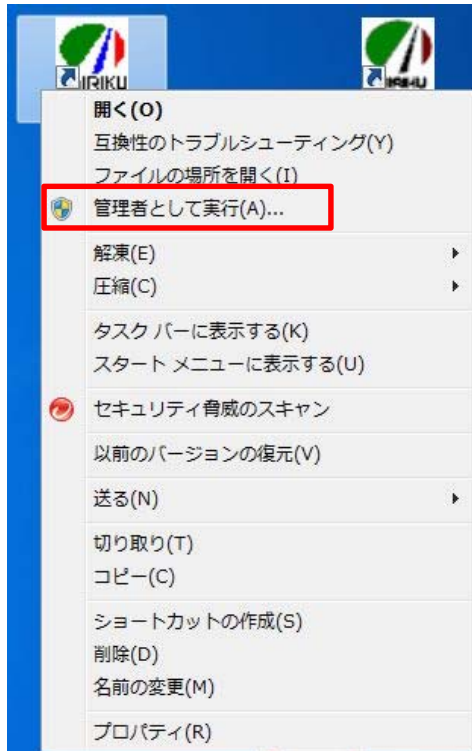 IRIKU
IRIKU
開く(O)
互換性のトラブルシューティング(Y)
ファイルの場所を開く(I)
管理者として実行(A)...
解凍(E)
圧縮(C)
タスク バーに表示する(K)
スタート メニューに表示する(U)
セキュリティ脅威のスキャン
以前のバージョンの復元(V)
送る(N)
切り取り(T)
コピー(C)
ショートカットの作成(S)
削除(D)
名前の変更(M)
プロパティ(R)